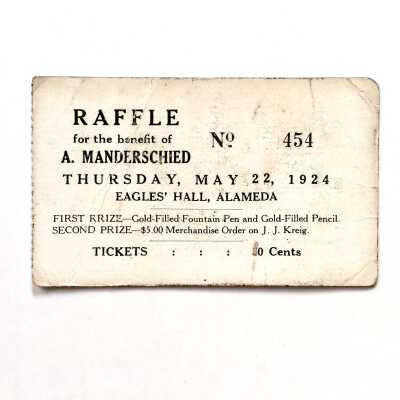 RAFFLE
for the benefit of
A. MANDERSCHIED
No 454
THURSDAY, MAY 22, 1924
EAGLES' HALL, ALAMEDA
FIRST RRIZE—Gold-Filled Fountain Pen and Gold-Filled Pencil.
SECOND PRIZE—$5.00 Merchandise Order on J. J. Kreig.
TICKETS : : : Cents